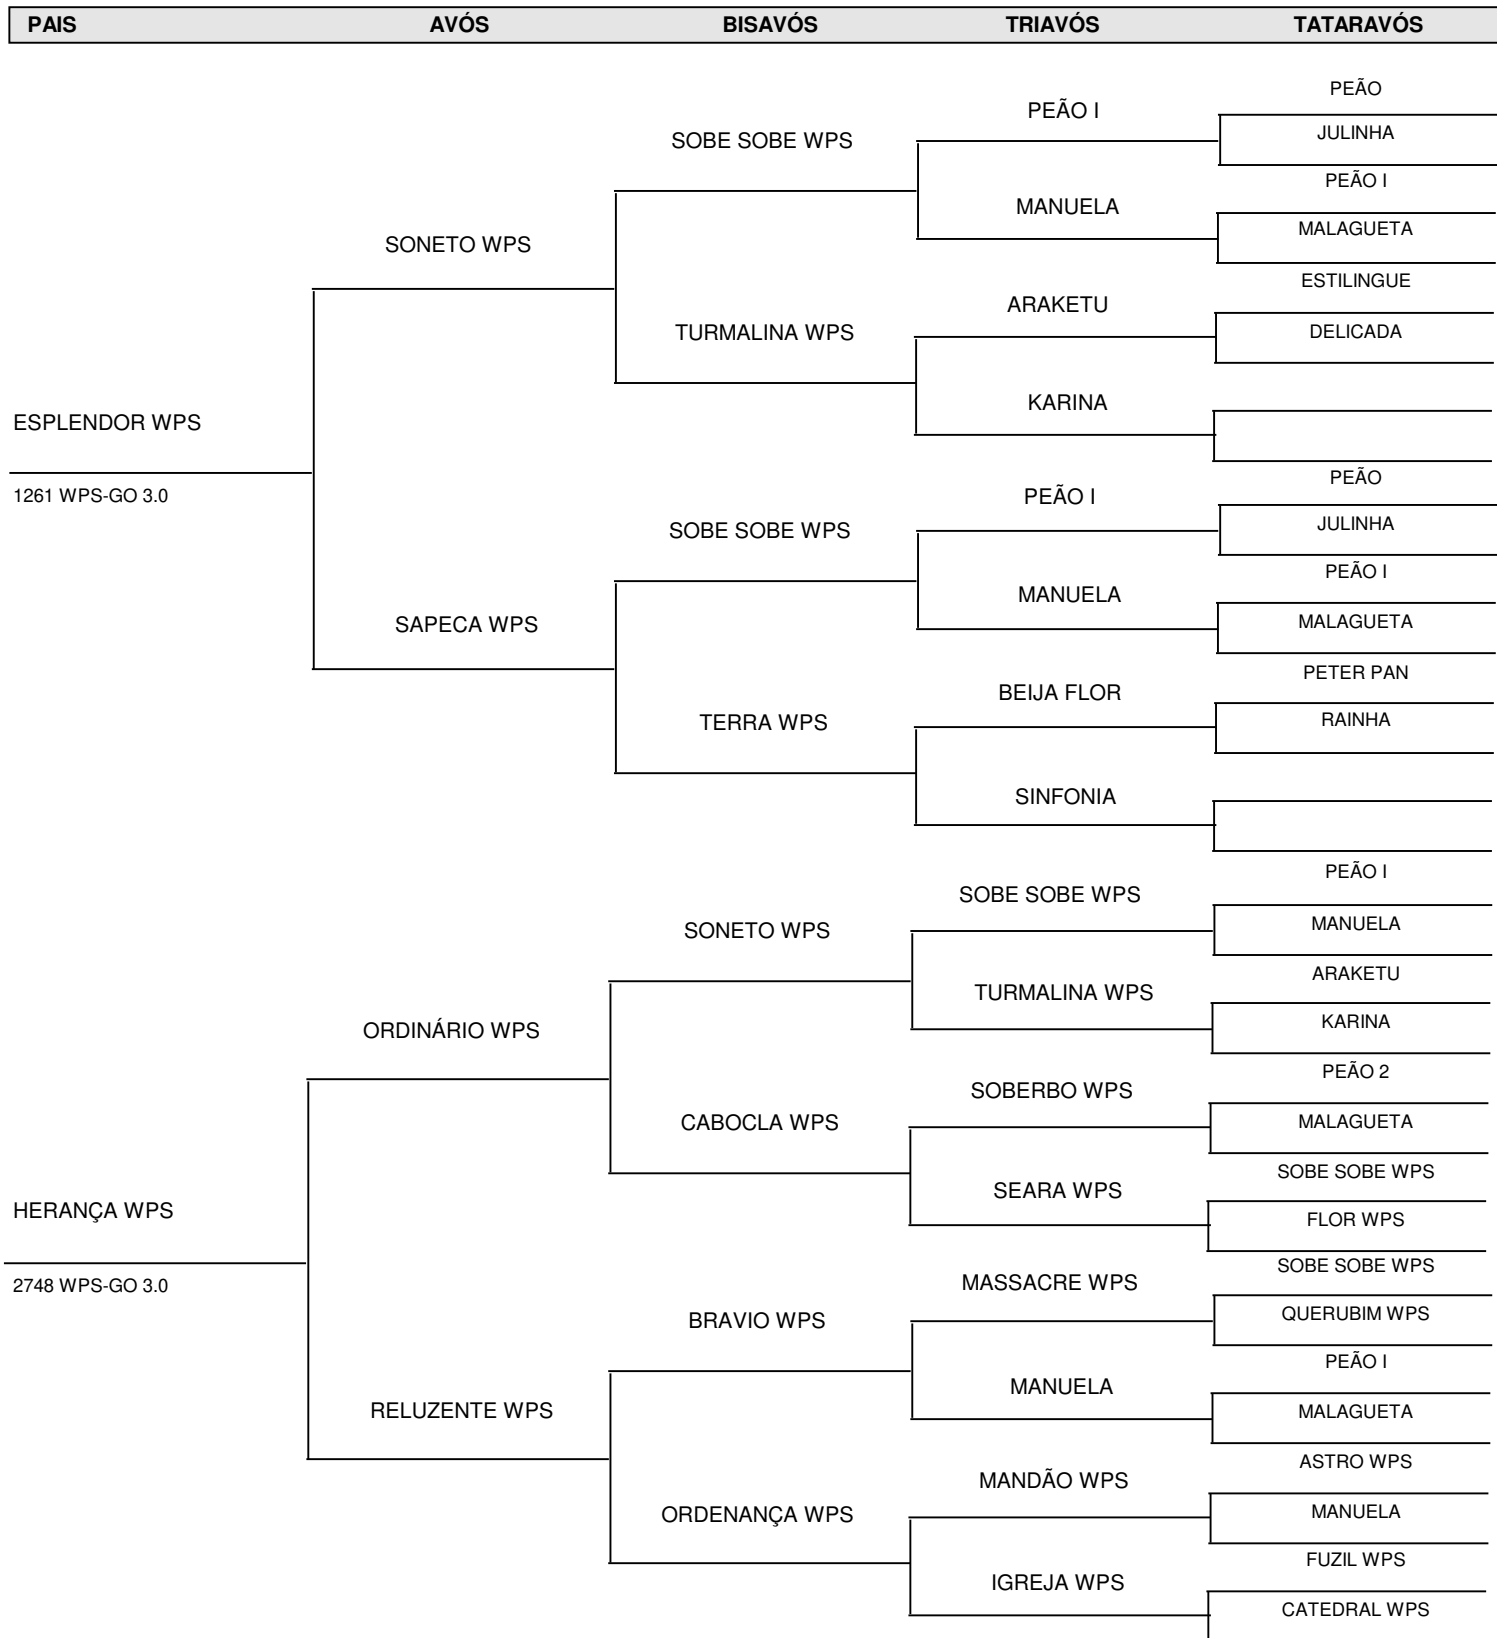 PAIS AVÓS BISAVÓS TRIAVÓS TATARAVÓS
PEÃO
PEÃO I
JULINHA
SOBE SOBE WPS
PEÃO I
MANUELA
MALAGUETA
SONETO WPS
ESTILINGUE
ARAKETU
DELICADA
TURMALINA WPS
KARINA
ESPLENDOR WPS
PEÃO
1261 WPS-GO 3.0
PEÃO I
JULINHA
SOBE SOBE WPS
PEÃO I
MANUELA
MALAGUETA
SAPECA WPS
PETER PAN
BEIJA FLOR
RAINHA
TERRA WPS
SINFONIA
PEÃO I
SOBE SOBE WPS
MANUELA
SONETO WPS
ARAKETU
TURMALINA WPS
KARINA
ORDINÁRIO WPS
PEÃO 2
SOBERBO WPS
MALAGUETA
CABOCLA WPS
SOBE SOBE WPS
SEARA WPS
HERANÇA WPS
FLOR WPS
SOBE SOBE WPS
2748 WPS-GO 3.0
MASSACRE WPS
QUERUBIM WPS
BRAVIO WPS
PEÃO I
MANUELA
MALAGUETA
RELUZENTE WPS
ASTRO WPS
MANDÃO WPS
MANUELA
ORDENANÇA WPS
FUZIL WPS
IGREJA WPS
CATEDRAL WPS